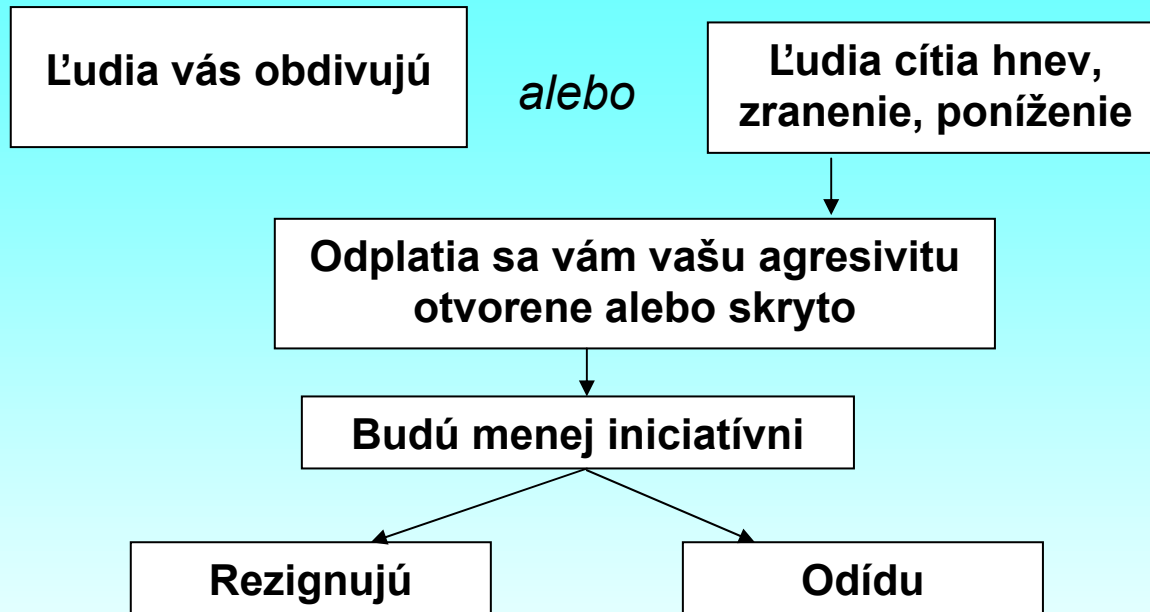 Ľudia vás obdivujú
alebo
Ľudia cítia hnev,
zranenie, poníženie
Odplatia sa vám vašu agresivitu
otvorene alebo skryto
Budú menej iniciatívni
Rezignujú
Odídu